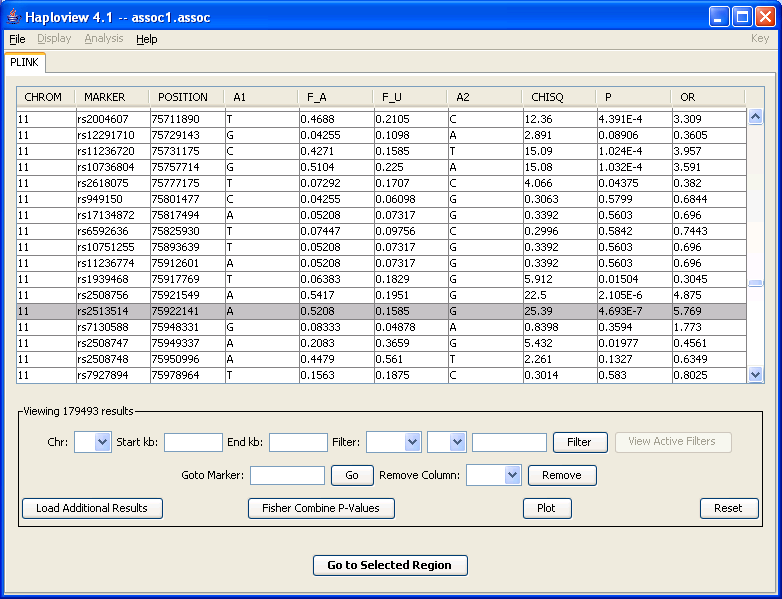 Haploview 4.1 -- assoc1.assoc
File Display Analysis Help Key
PLINK
CHROM MARKER POSITION A1 F_A F_U A2 CHISQ P OR
11 rs2004607 75711890 T 0.4688 0.2105 C 12.36 4.391E-4 3.309
11 rs12291710 75729143 G 0.04255 0.1098 A 2.891 0.08906 0.3605
11 rs11236720 75731175 C 0.4271 0.1585 T 15.09 1.024E-4 3.957
11 rs10736804 75757714 G 0.5104 0.225 A 15.08 1.032E-4 3.591
11 rs2618075 75777175 T 0.07292 0.1707 C 4.066 0.04375 0.382
11 rs949150 75801477 C 0.04255 0.06098 G 0.3063 0.5799 0.6844
11 rs17134872 75817494 A 0.05208 0.07317 G 0.3392 0.5603 0.696
11 rs6592636 75825930 T 0.07447 0.09756 C 0.2996 0.5842 0.7443
11 rs10751255 75893639 T 0.05208 0.07317 G 0.3392 0.5603 0.696
11 rs11236774 75912601 A 0.05208 0.07317 G 0.3392 0.5603 0.696
11 rs1939468 75917769 T 0.06383 0.1829 G 5.912 0.01504 0.3045
11 rs2508756 75921549 A 0.5417 0.1951 G 22.5 2.105E-6 4.875
11 rs2513514 75922141 A 0.5208 0.1585 G 25.39 4.693E-7 5.769
11 rs7130588 75948331 G 0.08333 0.04878 A 0.8398 0.3594 1.773
11 rs2508747 75949337 A 0.2083 0.3659 G 5.432 0.01977 0.4561
11 rs2508748 75950996 A 0.4479 0.561 T 2.261 0.1327 0.6349
11 rs7927894 75978964 T 0.1563 0.1875 C 0.3014 0.583 0.8025
Viewing 179493 results
Chr: Start kb: End kb: Filter: Filter View Active Filters
Goto Marker: Go Remove Column: Remove
Load Additional Results Fisher Combine P-Values Plot Reset
Go to Selected Region